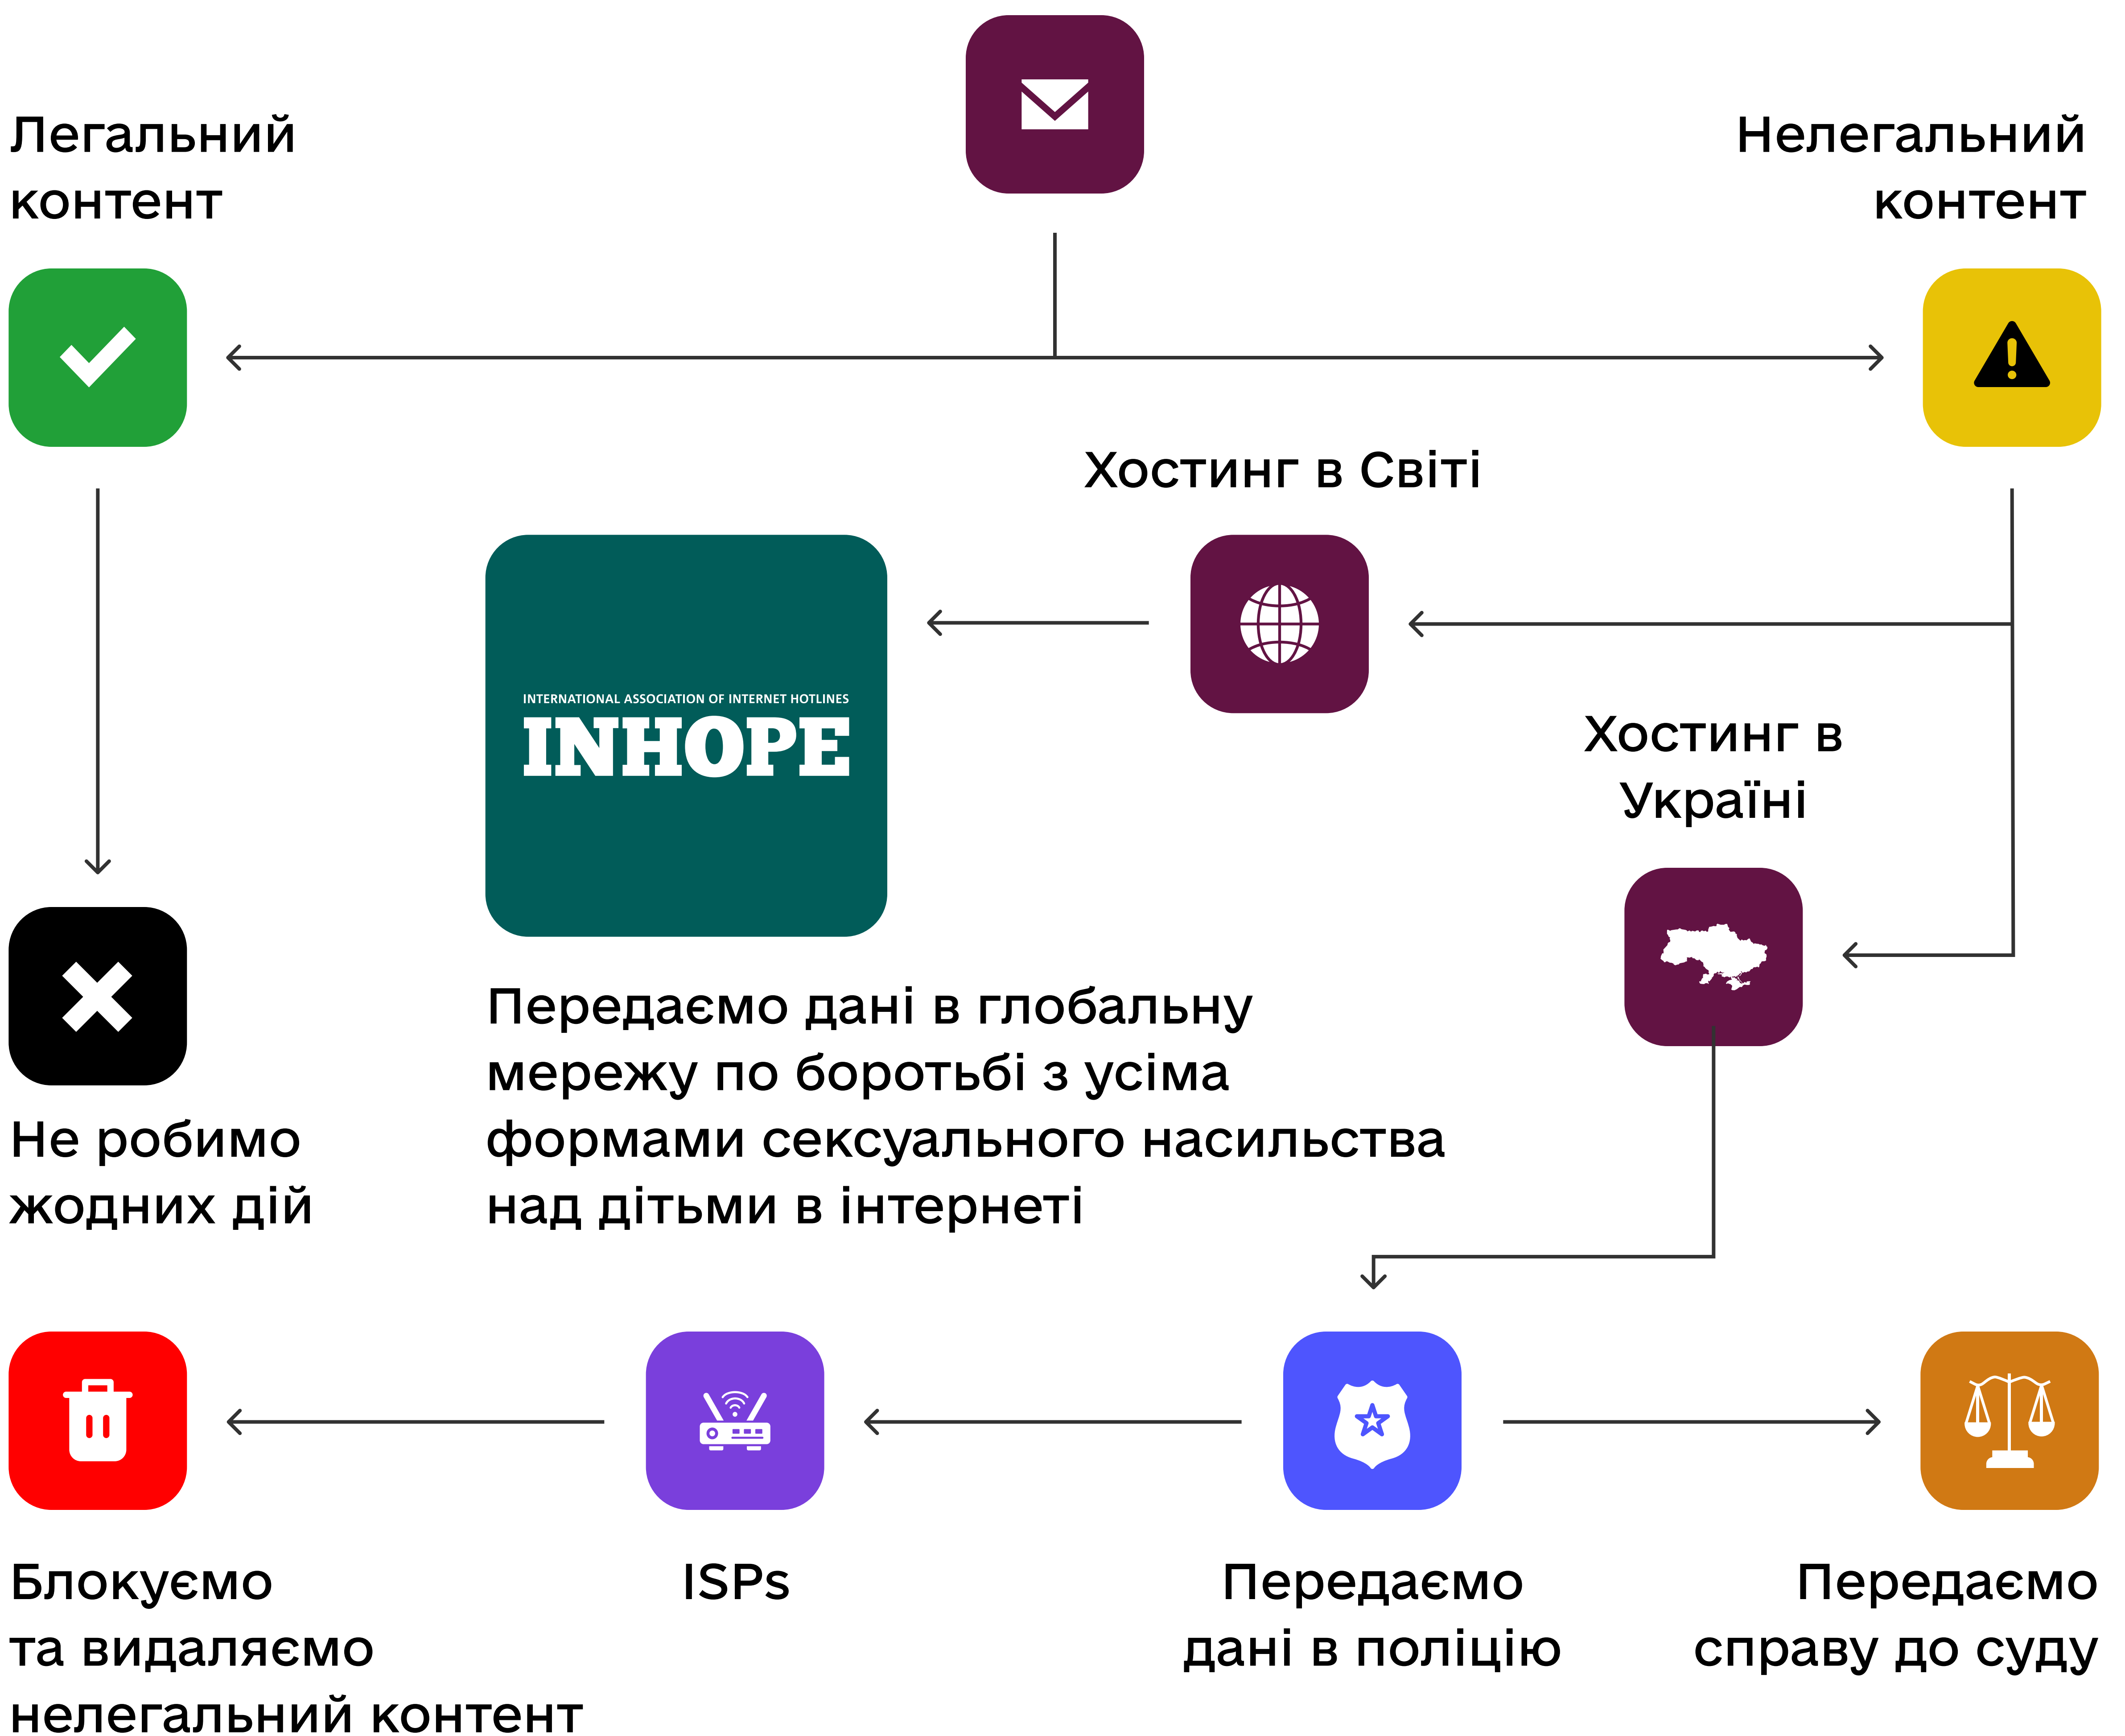 Легальний
контент
Нелегальний
контент
Хостинг в Світі
INTERNATIONAL ASSOCIATION OF INTERNET HOTLINES
INHOPE
Хостинг в
Україні
Передаємо дані в глобальну
мережу по боротьбі з усіма
формами сексуального насильства
над дітьми в інтернеті
Не робимо
жодних дій
Блокуємо
та видаляємо
нелегальний контент
ISPs
Передаємо
дані в поліцію
Передаємо
справу до суду